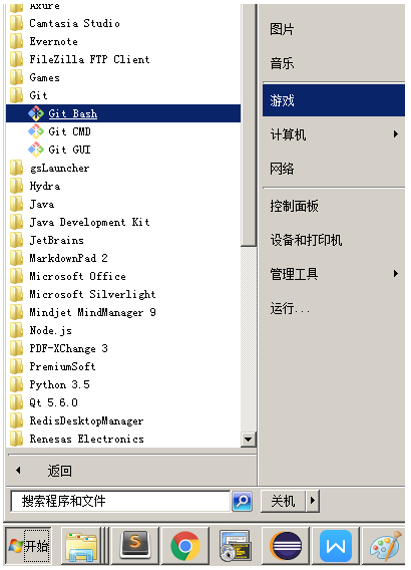 Axure
Camtasia Studio
Evernote
FileZilla FTP Client
Games
Git
Git Bash
Git CMD
Git GUI
gsLauncher
Hydra
Java
Java Development Kit
JetBrains
MarkdownPad 2
Microsoft Office
Microsoft Silverlight
Mindjet MindManager 9
Node.js
PDF-XChange 3
PremiumSoft
Python 3.5
Qt 5.6.0
RedisDesktopManager
Renesas Electronics
返回
搜索程序和文件
图片
音乐
游戏
计算机
网络
控制面板
设备和打印机
管理工具
运行...
关机
开始